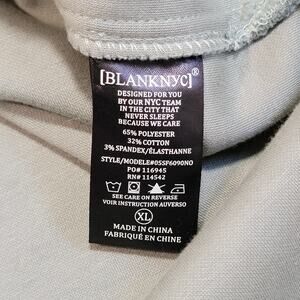 [BLANKNYC]®
DESIGNED FOR YOU
BY OUR NYC TEAM
IN THE CITY THAT
NEVER SLEEPS
BECAUSE WE CARE
65% POLYESTER
32% COTTON
3% SPANDEX/ÉLASTHANNE
STYLE/MODELE#05SF6090NO
PO# 116945
RN# 114542
SEE CARE ON REVERSE
VOIR INSTRUCTION AUVERSO
XL
MADE IN CHINA
FABRIQUÉ EN CHINE